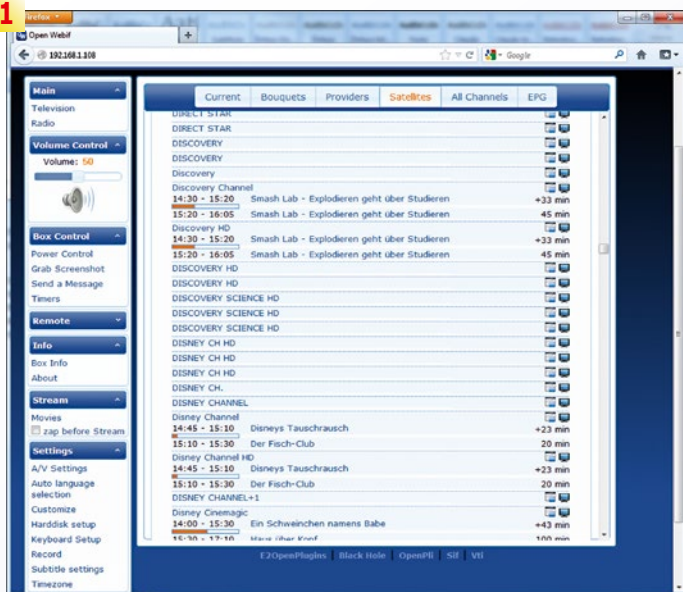 1
Firefox
Open Webif
192.168.1.108
Google
Main
Television
Radio
Volume Control
Volume: 50
Box Control
Power Control
Grab Screenshot
Send a Message
Timers
Remote
Info
Box Info
About
Stream
Movies
zap before Stream
Settings
A/V Settings
Auto language
selection
Customize
Harddisk setup
Keyboard Setup
Record
Subtitle settings
Timezone
Current Bouquets Providers Satellites All Channels EPG
DIRECT STAR
DIRECT STAR
DISCOVERY
DISCOVERY
Discovery
Discovery Channel
14:30 - 15:20 Smash Lab - Explodieren geht über Studieren +33 min
15:20 - 16:05 Smash Lab - Explodieren geht über Studieren 45 min
Discovery HD
14:30 - 15:20 Smash Lab - Explodieren geht über Studieren +33 min
15:20 - 16:05 Smash Lab - Explodieren geht über Studieren 45 min
DISCOVERY HD
DISCOVERY HD
DISCOVERY SCIENCE HD
DISCOVERY SCIENCE HD
DISCOVERY SCIENCE HD
DISNEY CH HD
DISNEY CH HD
DISNEY CH HD
DISNEY CH.
DISNEY CHANNEL
Disney Channel
14:45 - 15:10 Disneys Tauschrausch +23 min
15:10 - 15:30 Der Fisch-Club 20 min
Disney Channel HD
14:45 - 15:10 Disneys Tauschrausch +23 min
15:10 - 15:30 Der Fisch-Club 20 min
DISNEY CHANNEL+1
Disney Cinemagic
14:00 - 15:30 Ein Schweinchen namens Babe +43 min
15:30 - 17:10 Haus über Kopf 100 min
E2OpenPlugins | Black Hole | OpenPli | Sif | Vti